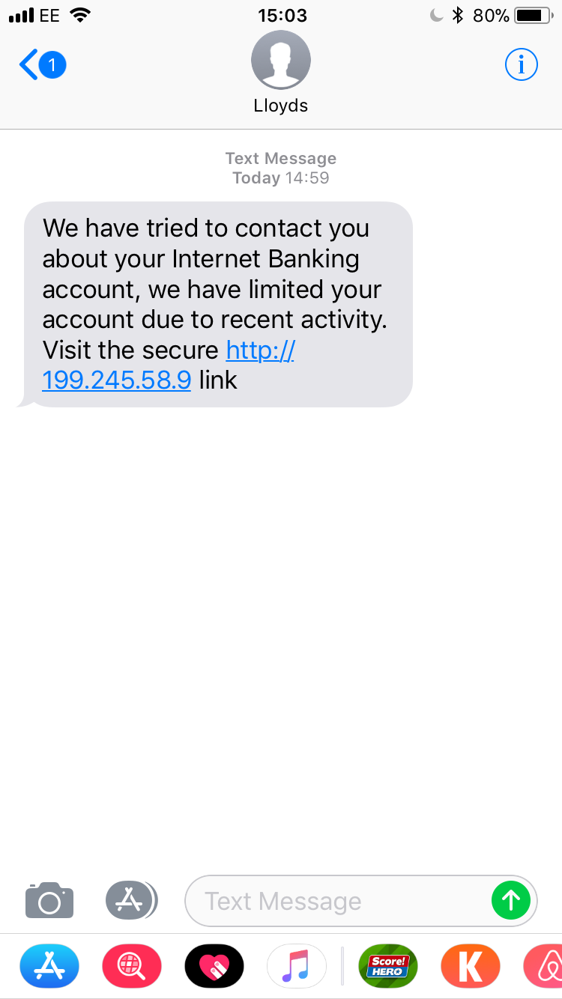 EE 15:03 80%
1
i
Lloyds
Text Message
Today 14:59
We have tried to contact you
about your Internet Banking
account, we have limited your
account due to recent activity.
Visit the secure http://
199.245.58.9 link
Text Message
Score!
HERO
K